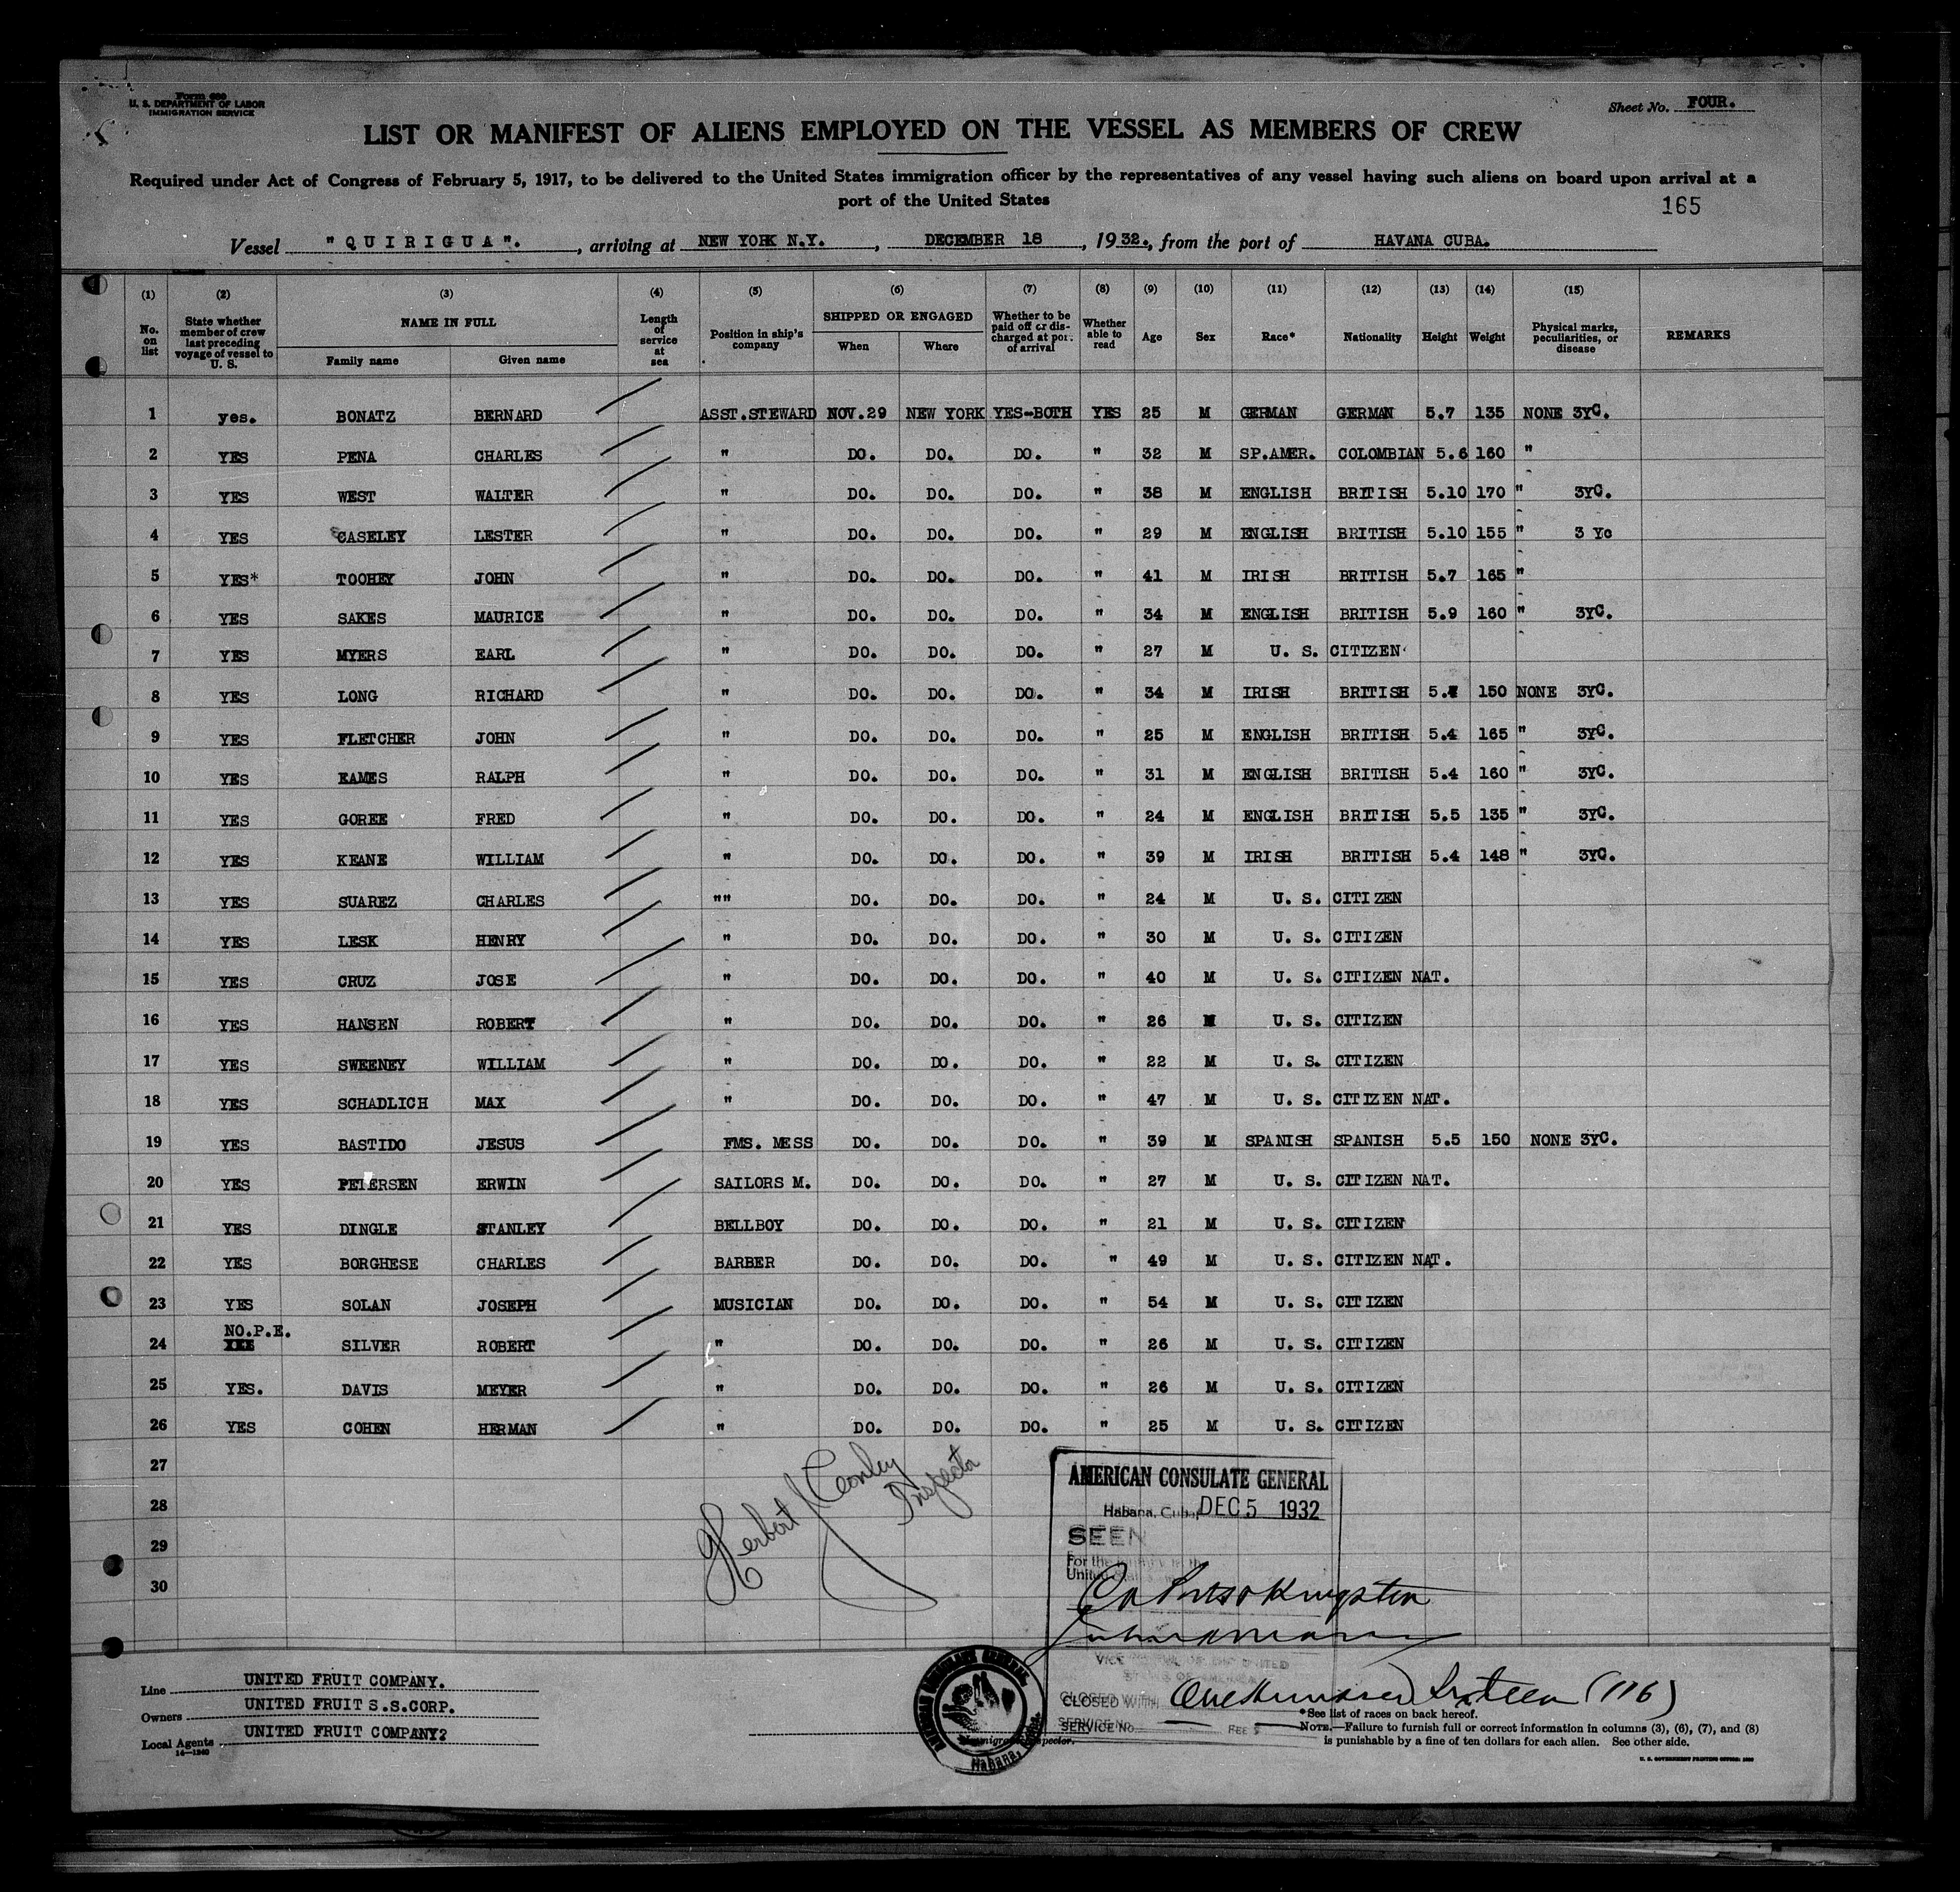 Form 689
U. S. DEPARTMENT OF LABOR
IMMIGRATION SERVICE
Sheet No. FOUR.
LIST OR MANIFEST OF ALIENS EMPLOYED ON THE VESSEL AS MEMBERS OF CREW
Required under Act of Congress of February 5, 1917, to be delivered to the United States immigration officer by the representatives of any vessel having such aliens on board upon arrival at a
port of the United States
165
Vessel "QUIRIGUA". , arriving at NEW YORK N.Y. , DECEMBER 18 , 1932., from the port of HAVANA CUBA.
(1) (2) (3) (4) (5) (6) (7) (8) (9) (10) (11) (12) (13) (14) (15)
No. on list State whether member of crew last preceding voyage of vessel to U. S. NAME IN FULL Family name Given name Length of service at sea Position in ship's company SHIPPED OR ENGAGED When Where Whether to be paid off or discharged at port of arrival Whether able to read Age Sex Race* Nationality Height Weight Physical marks, peculiarities, or disease REMARKS
1 yes. BONATZ BERNARD ASST.STEWARD NOV.29 NEW YORK YES-BOTH YES 25 M GERMAN GERMAN 5.7 135 NONE 3YC.
2 YES PENA CHARLES " DO. DO. DO. " 32 M SP.AMER. COLOMBIAN 5.6 160 "
3 YES WEST WALTER " DO. DO. DO. " 38 M ENGLISH BRITISH 5.10 170 " 3YC.
4 YES CASELEY LESTER " DO. DO. DO. " 29 M ENGLISH BRITISH 5.10 155 " 3 Yc
5 YES* TOOHEY JOHN " DO. DO. DO. " 41 M IRISH BRITISH 5.7 165 "
6 YES SAKES MAURICE " DO. DO. DO. " 34 M ENGLISH BRITISH 5.9 160 " 3YC.
7 YES MYERS EARL " DO. DO. DO. " 27 M U. S. CITIZEN
8 YES LONG RICHARD " DO. DO. DO. " 34 M IRISH BRITISH 150 NONE 3YC.
9 YES FLETCHER JOHN " DO. DO. DO. " 25 M ENGLISH BRITISH 5.4 165 " 3YC.
10 YES EAMES RALPH " DO. DO. DO. " 31 M ENGLISH BRITISH 5.4 160 " 3YC.
11 YES GOREE FRED " DO. DO. DO. " 24 M ENGLISH BRITISH 5.5 135 " 3YC.
12 YES KEANE WILLIAM " DO. DO. DO. " 39 M IRISH BRITISH 5.4 148 " 3YC.
13 YES SUAREZ CHARLES "" DO. DO. DO. " 24 M U. S. CITIZEN
14 YES LESK HENRY " DO. DO. DO. " 30 M U. S. CITIZEN
15 YES CRUZ JOSE " DO. DO. DO. " 40 M U. S. CITIZEN NAT.
16 YES HANSEN ROBERT " DO. DO. DO. " 26 M U. S. CITIZEN
17 YES SWEENEY WILLIAM " DO. DO. DO. " 22 M U. S. CITIZEN
18 YES SCHADLICH MAX " DO. DO. DO. " 47 M U. S. CITIZEN NAT.
19 YES BASTIDO JESUS FMS. MESS DO. DO. DO. " 39 M SPANISH SPANISH 5.5 150 NONE 3YC.
20 YES PETERSEN ERWIN SAILORS M. DO. DO. DO. " 27 M U. S. CITIZEN NAT.
21 YES DINGLE STANLEY BELLBOY DO. DO. DO. " 21 M U. S. CITIZEN
22 YES BORGHESE CHARLES BARBER DO. DO. DO. " 49 M U. S. CITIZEN NAT.
23 YES SOLAN JOSEPH MUSICIAN DO. DO. DO. " 54 M U. S. CITIZEN
24 NO.P.E. SILVER ROBERT " DO. DO. DO. " 26 M U. S. CITIZEN
25 YES. DAVIS MEYER " DO. DO. DO. " 26 M U. S. CITIZEN
26 YES COHEN HERMAN " DO. DO. DO. " 25 M U. S. CITIZEN
27
28
29
30
Herbert Inspector
AMERICAN CONSULATE GENERAL
Habana, Cuba, DEC 5 1932
SEEN
For the
United
Kingston
CLOSED WITH One Hundred Sixteen (116)
SERVICE No. FEE $
Habana,
Immigrant Inspector.
Line UNITED FRUIT COMPANY.
Owners UNITED FRUIT S.S.CORP.
Local Agents UNITED FRUIT COMPANY?
14-1240
*See list of races on back hereof.
NOTE.—Failure to furnish full or correct information in columns (3), (6), (7), and (8)
is punishable by a fine of ten dollars for each alien. See other side.